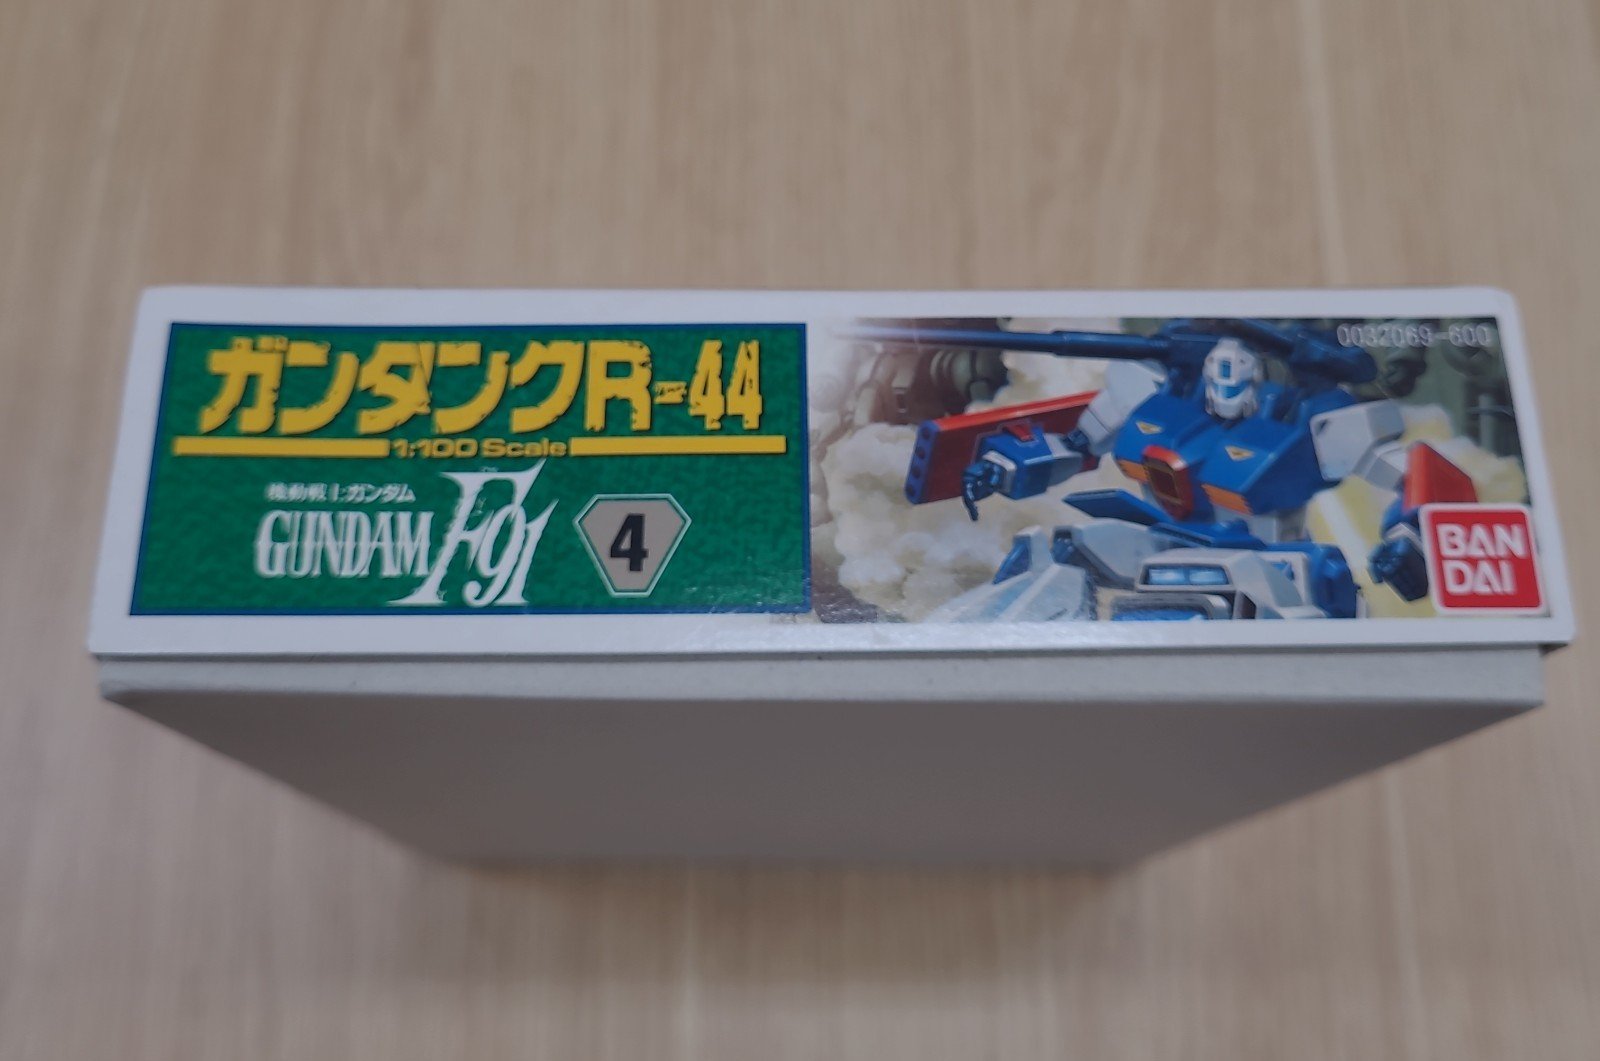 ガンタンクR-44
TYPE
1:100 Scale
機動戦士ガンダム
GUNDAM F91
4
0032069-600
BAN
DAI